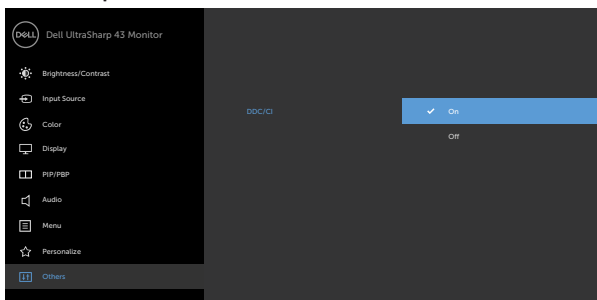 DELL
Dell UltraSharp 43 Monitor
Brightness/Contrast
Input Source
Color
Display
PIP/PBP
Audio
Menu
Personalize
Others
DDC/CI
On
Off